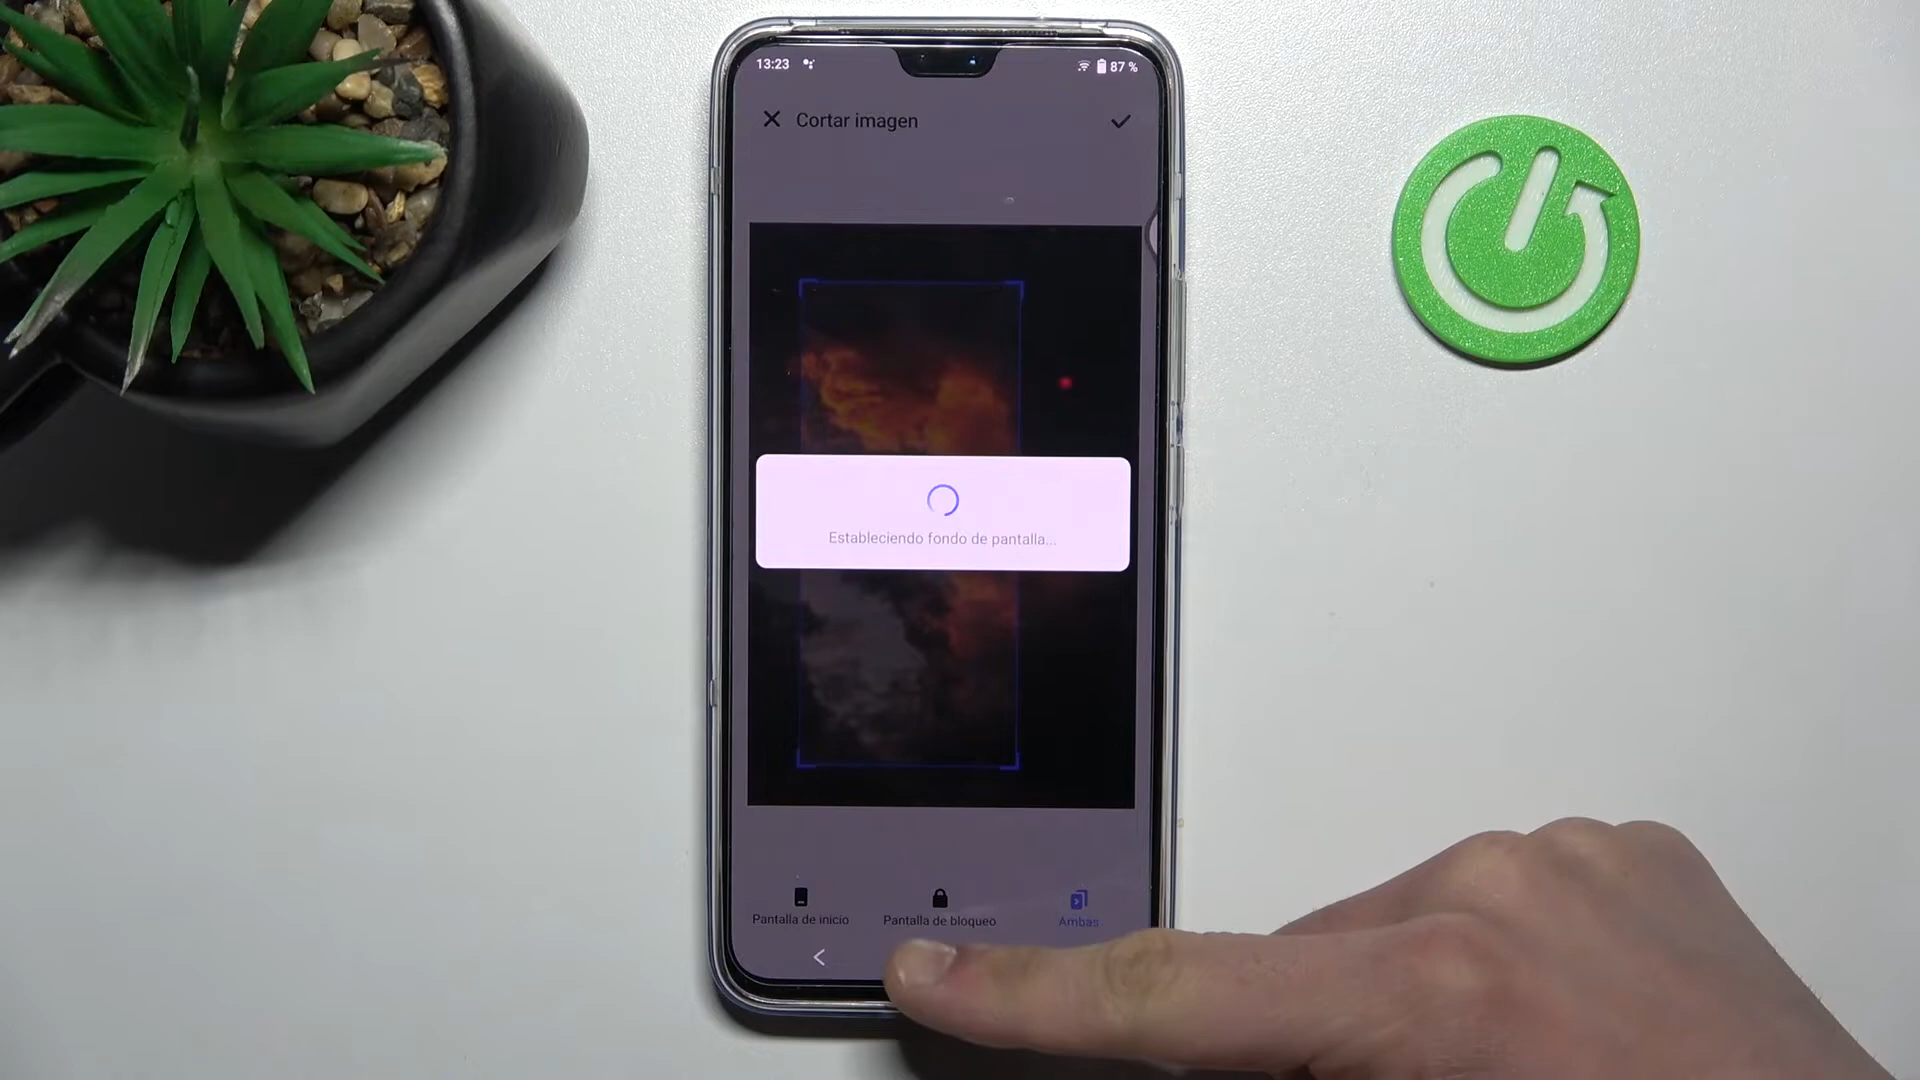 13:23
87 %
Cortar imagen
Estableciendo fondo de pantalla...
Pantalla de inicio
Pantalla de bloqueo
Ambas